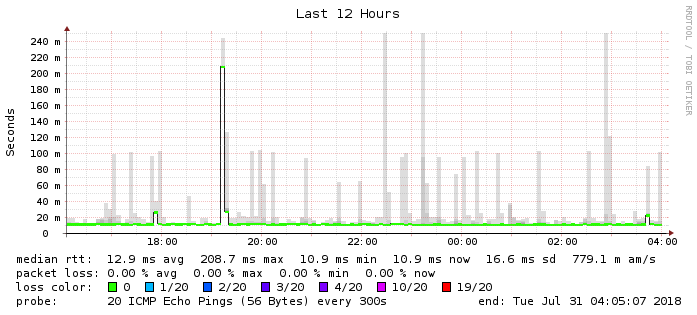 Last 12 Hours
RRDTOOL / TOBI OETIKER
Seconds
240 m
220 m
200 m
180 m
160 m
140 m
120 m
100 m
80 m
60 m
40 m
20 m
0
18:00 20:00 22:00 00:00 02:00 04:00
median rtt: 12.9 ms avg 208.7 ms max 10.9 ms min 10.9 ms now 16.6 ms sd 779.1 m am/s
packet loss: 0.00 % avg 0.00 % max 0.00 % min 0.00 % now
loss color: 0 1/20 2/20 3/20 4/20 10/20 19/20
probe: 20 ICMP Echo Pings (56 Bytes) every 300s end: Tue Jul 31 04:05:07 2018